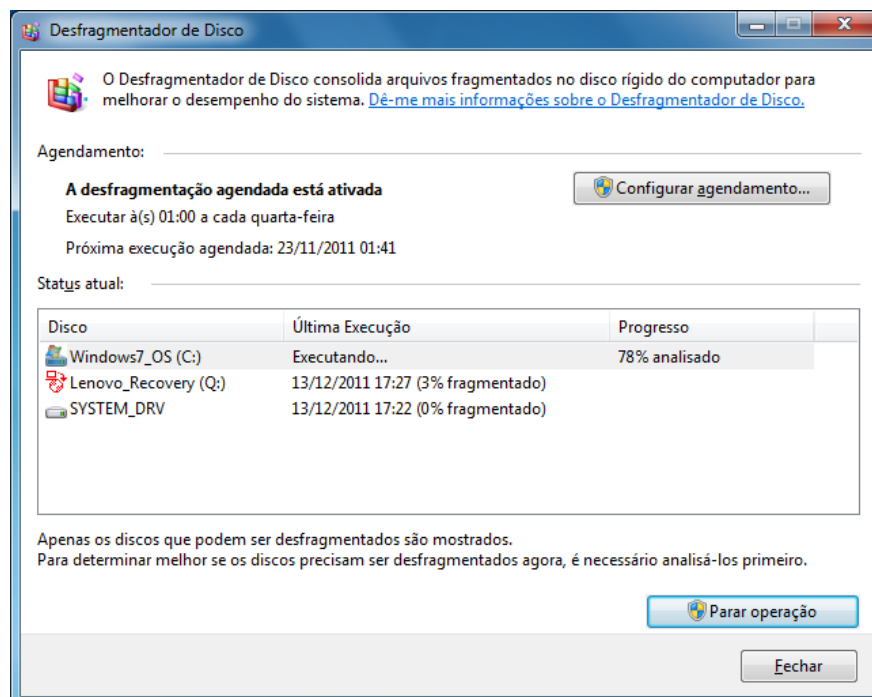 Desfragmentador de Disco
O Desfragmentador de Disco consolida arquivos fragmentados no disco rígido do computador para
melhorar o desempenho do sistema. Dê-me mais informações sobre o Desfragmentador de Disco.
Agendamento:
A desfragmentação agendada está ativada
Configurar agendamento...
Executar à(s) 01:00 a cada quarta-feira
Próxima execução agendada: 23/11/2011 01:41
Status atual:
Disco Última Execução Progresso
Windows7_OS (C:) Executando... 78% analisado
Lenovo_Recovery (Q:) 13/12/2011 17:27 (3% fragmentado)
SYSTEM_DRV 13/12/2011 17:22 (0% fragmentado)
Apenas os discos que podem ser desfragmentados são mostrados.
Para determinar melhor se os discos precisam ser desfragmentados agora, é necessário analisá-los primeiro.
Parar operação
Fechar